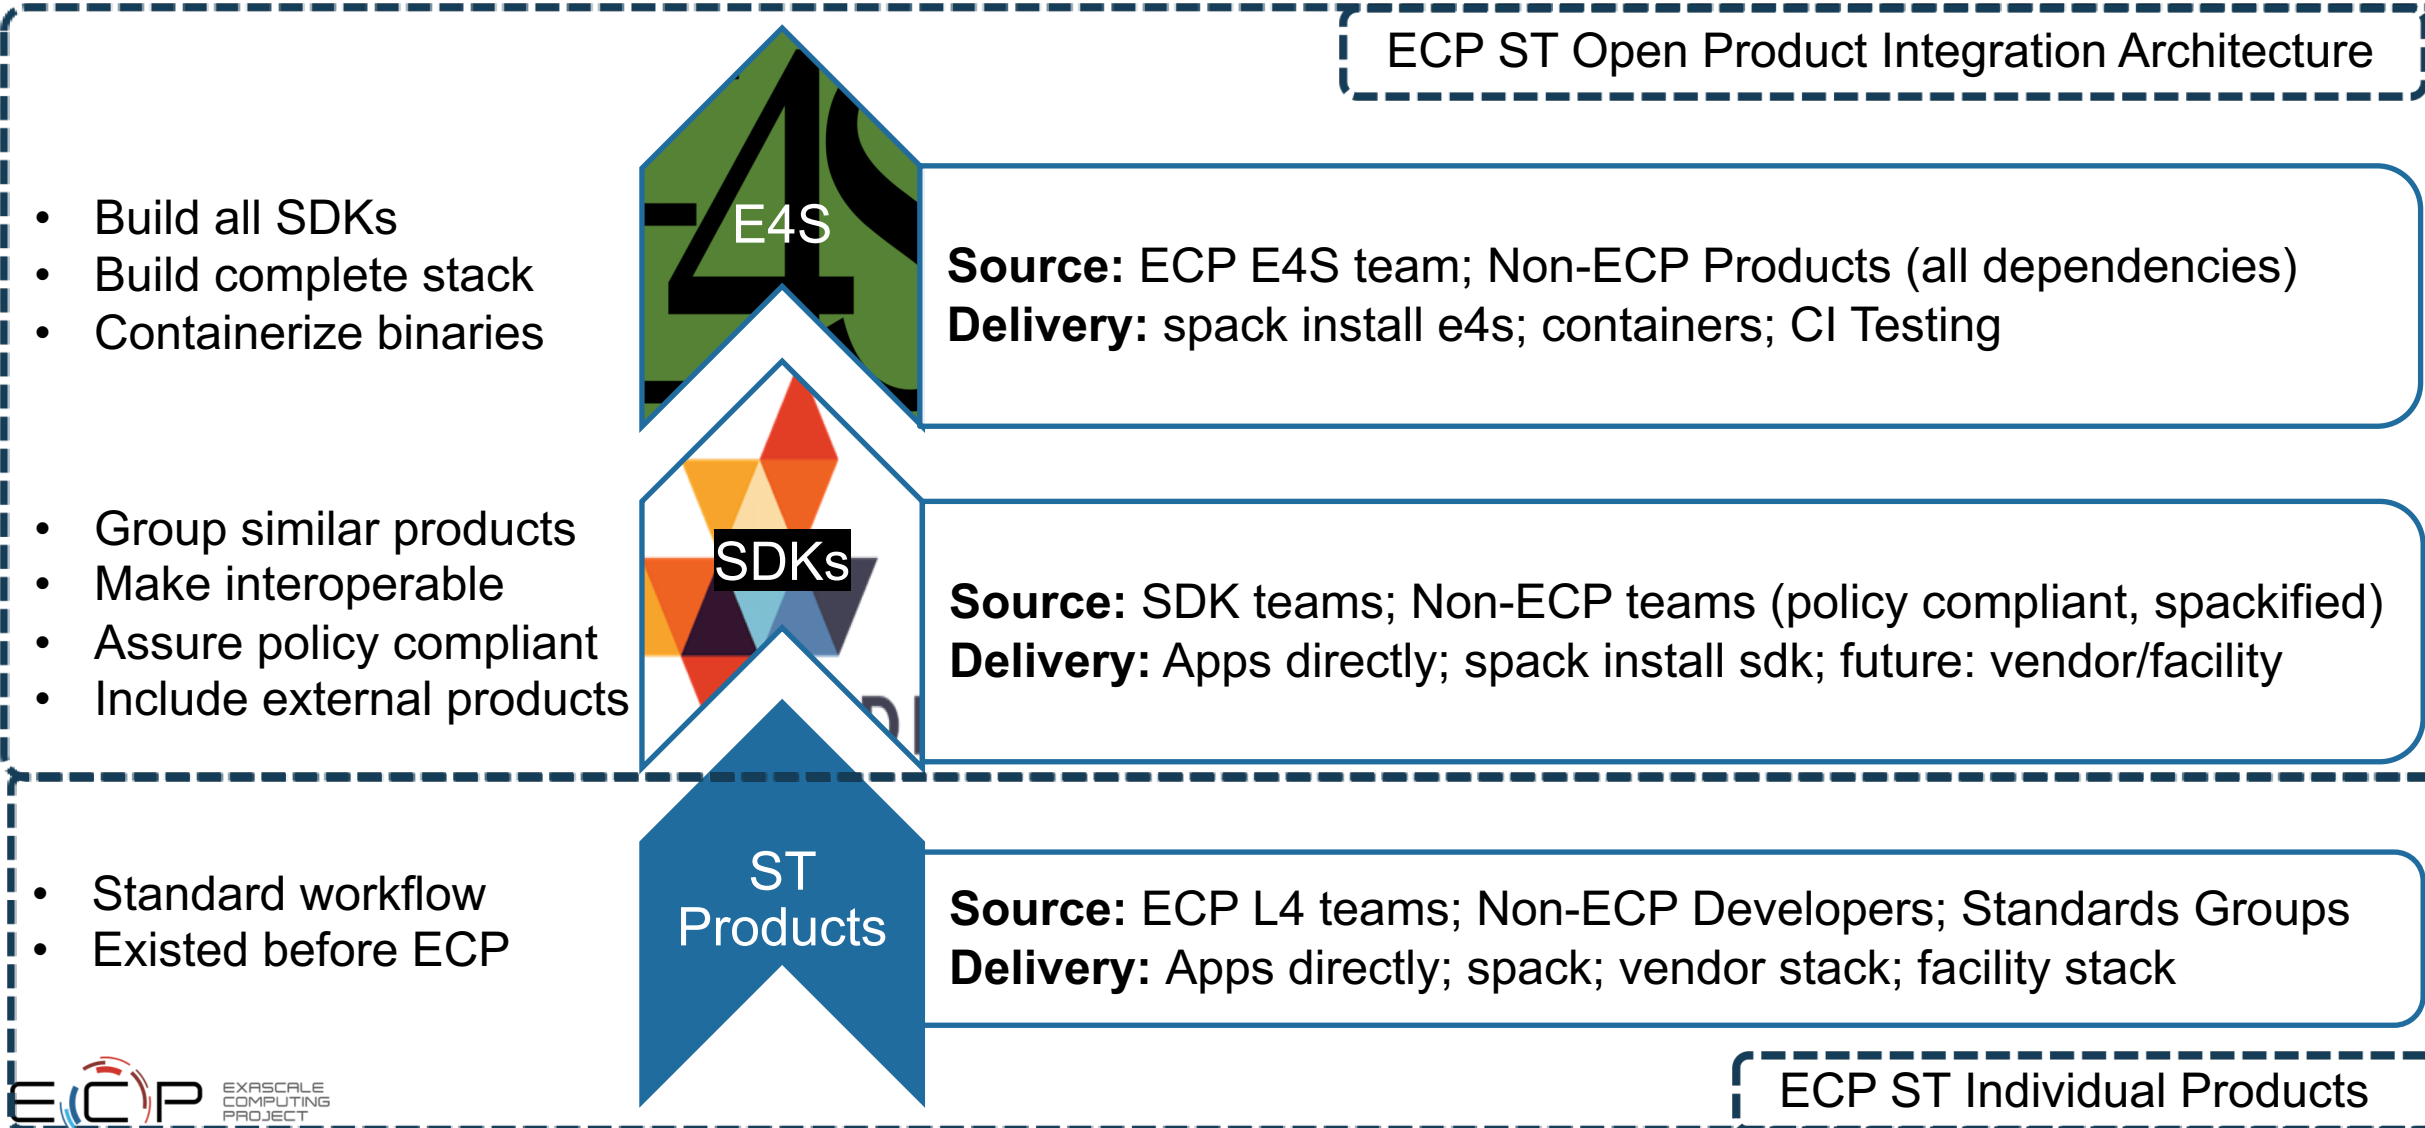 ECP ST Open Product Integration Architecture
• Build all SDKs
• Build complete stack
• Containerize binaries
E4S
Source: ECP E4S team; Non-ECP Products (all dependencies)
Delivery: spack install e4s; containers; CI Testing
• Group similar products
• Make interoperable
• Assure policy compliant
• Include external products
SDKs
Source: SDK teams; Non-ECP teams (policy compliant, spackified)
Delivery: Apps directly; spack install sdk; future: vendor/facility
• Standard workflow
• Existed before ECP
ST
Products
Source: ECP L4 teams; Non-ECP Developers; Standards Groups
Delivery: Apps directly; spack; vendor stack; facility stack
ECP
EXASCALE
COMPUTING
PROJECT
ECP ST Individual Products